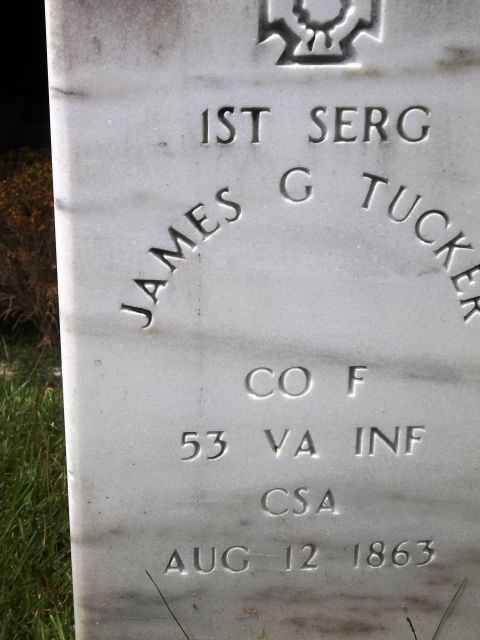 1ST SERG
JAMES G TUCKER
CO F
53 VA INF
CSA
AUG 12 1863